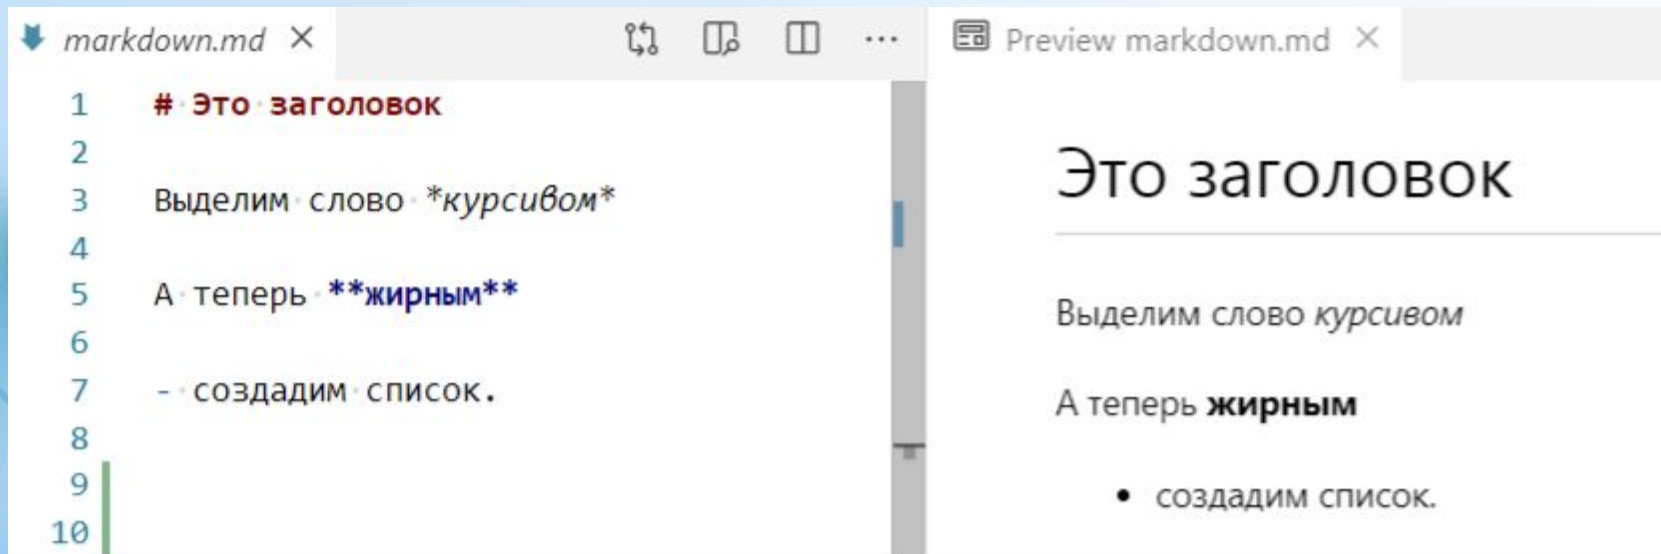 markdown.md
1 # Это заголовок
2
3 Выделим слово *курсивом*
4
5 А теперь **жирным**
6
7 - создадим список.
8
9
10
Preview markdown.md
Это заголовок
Выделим слово курсивом
А теперь жирным
• создадим список.